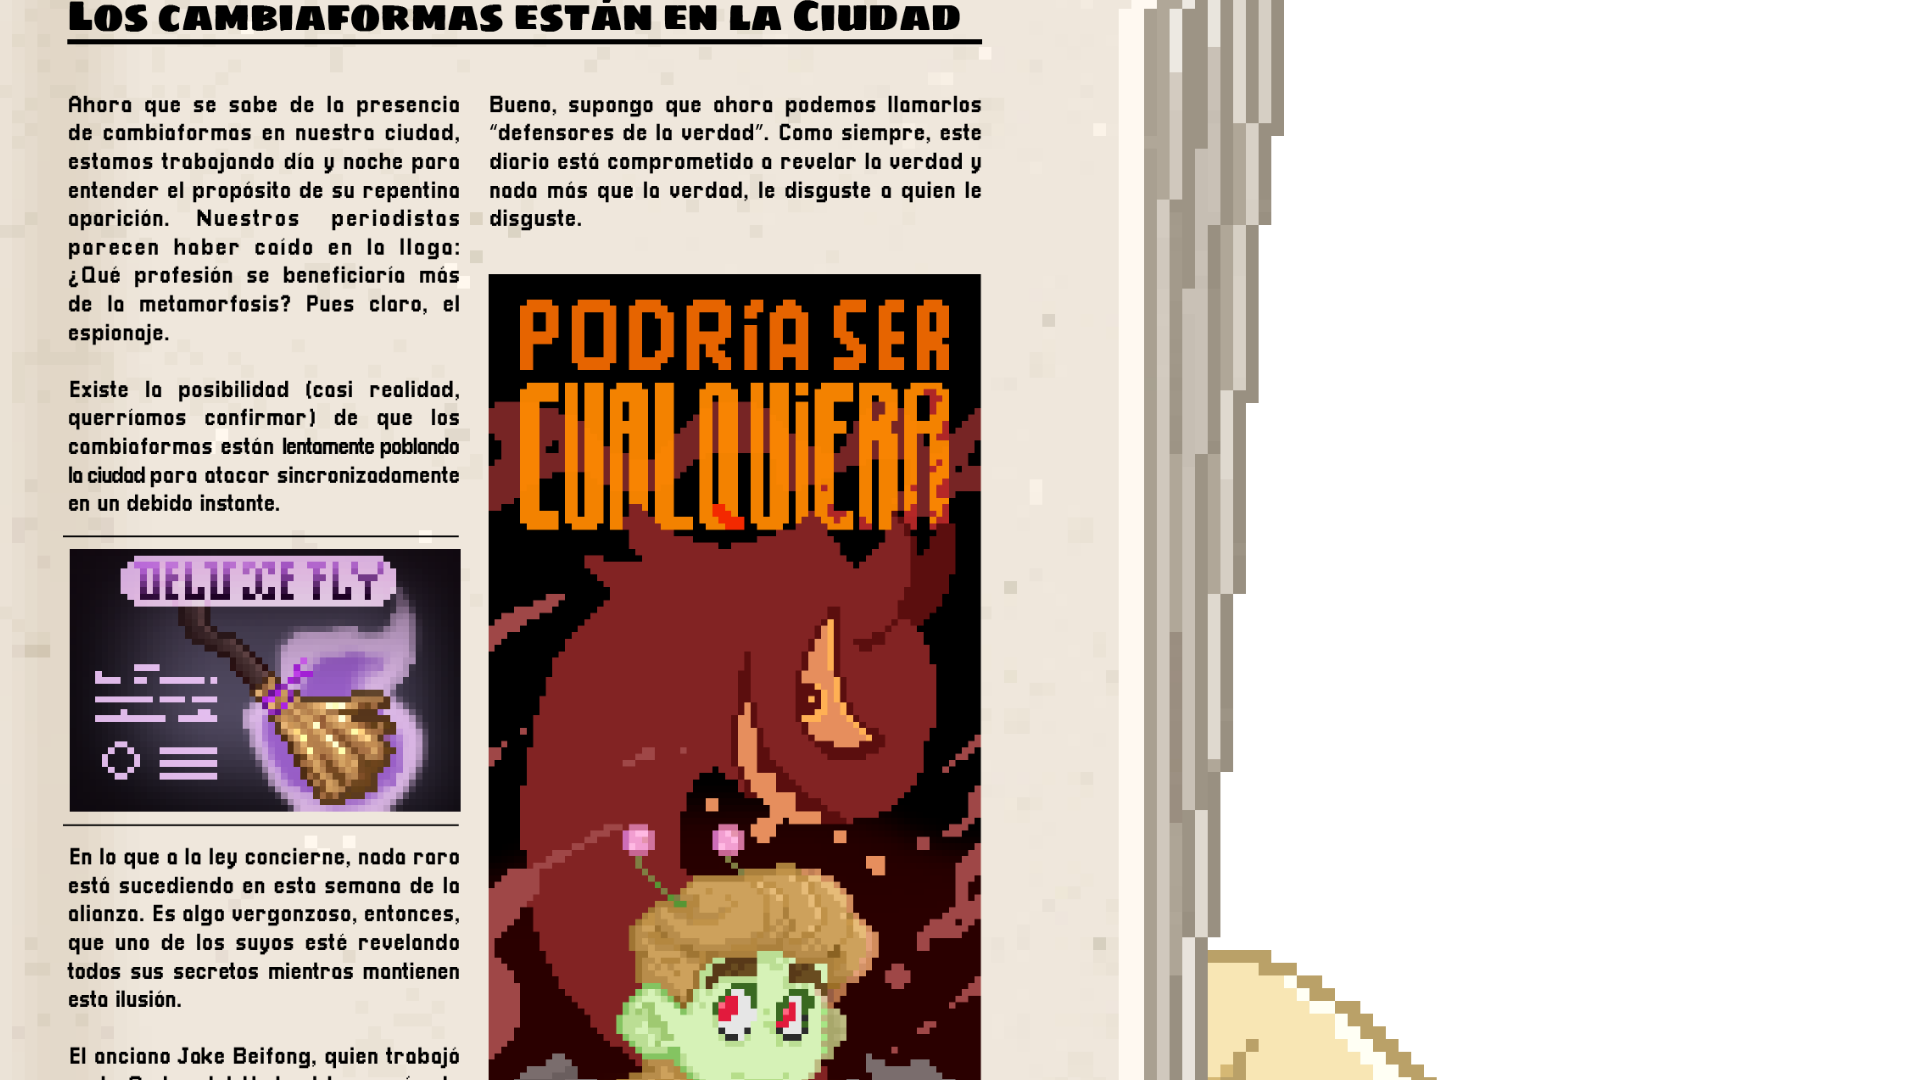 Los cambiaformas están en la Ciudad
Ahora que se sabe de la presencia
de cambiaformas en nuestra ciudad,
estamos trabajando día y noche para
entender el propósito de su repentina
aparición. Nuestros periodistas
parecen haber caído en la llaga:
¿Qué profesión se beneficiaría más
de la metamorfosis? Pues claro, el
espionaje.
Existe la posibilidad (casi realidad,
querríamos confirmar) de que los
cambiaformas están lentamente poblando
la ciudad para atacar sincronizadamente
en un debido instante.
DELUXE FLY
En lo que a la ley concierne, nada raro
está sucediendo en esta semana de la
alianza. Es algo vergonzoso, entonces,
que uno de los suyos esté revelando
todos sus secretos mientras mantienen
esta ilusión.
El anciano Jake Beifong, quien trabajó
Bueno, supongo que ahora podemos llamarlos
“defensores de la verdad”. Como siempre, este
diario está comprometido a revelar la verdad y
nada más que la verdad, le disguste a quien le
disguste.
PODRÍA SER
CUALQUIERA